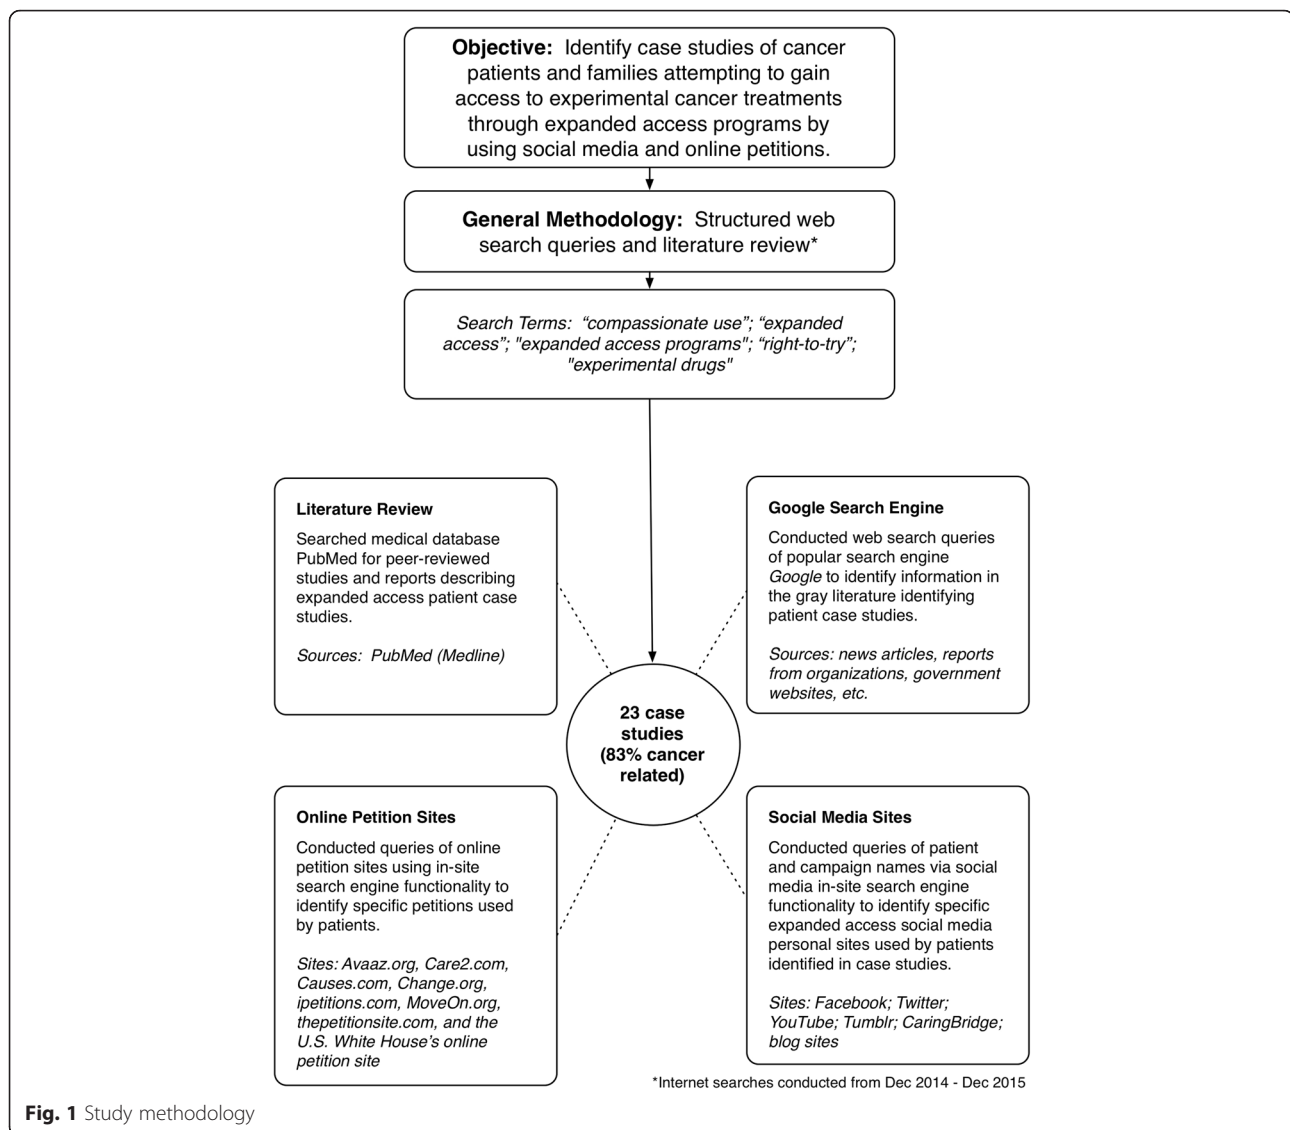 Objective: Identify case studies of cancer
patients and families attempting to gain
access to experimental cancer treatments
through expanded access programs by
using social media and online petitions.
General Methodology: Structured web
search queries and literature review*
Search Terms: “compassionate use”; “expanded
access”; "expanded access programs"; “right-to-try”;
"experimental drugs"
Literature Review
Searched medical database
PubMed for peer-reviewed
studies and reports describing
expanded access patient case
studies.
Sources: PubMed (Medline)
Google Search Engine
Conducted web search queries
of popular search engine
Google to identify information in
the gray literature identifying
patient case studies.
Sources: news articles, reports
from organizations, government
websites, etc.
23 case
studies
(83% cancer
related)
Online Petition Sites
Conducted queries of online
petition sites using in-site
search engine functionality to
identify specific petitions used
by patients.
Sites: Avaaz.org, Care2.com,
Causes.com, Change.org,
ipetitions.com, MoveOn.org,
thepetitionsite.com, and the
U.S. White House’s online
petition site
Social Media Sites
Conducted queries of patient
and campaign names via social
media in-site search engine
functionality to identify specific
expanded access social media
personal sites used by patients
identified in case studies.
Sites: Facebook; Twitter;
YouTube; Tumblr; CaringBridge;
blog sites
*Internet searches conducted from Dec 2014 - Dec 2015
Fig. 1 Study methodology